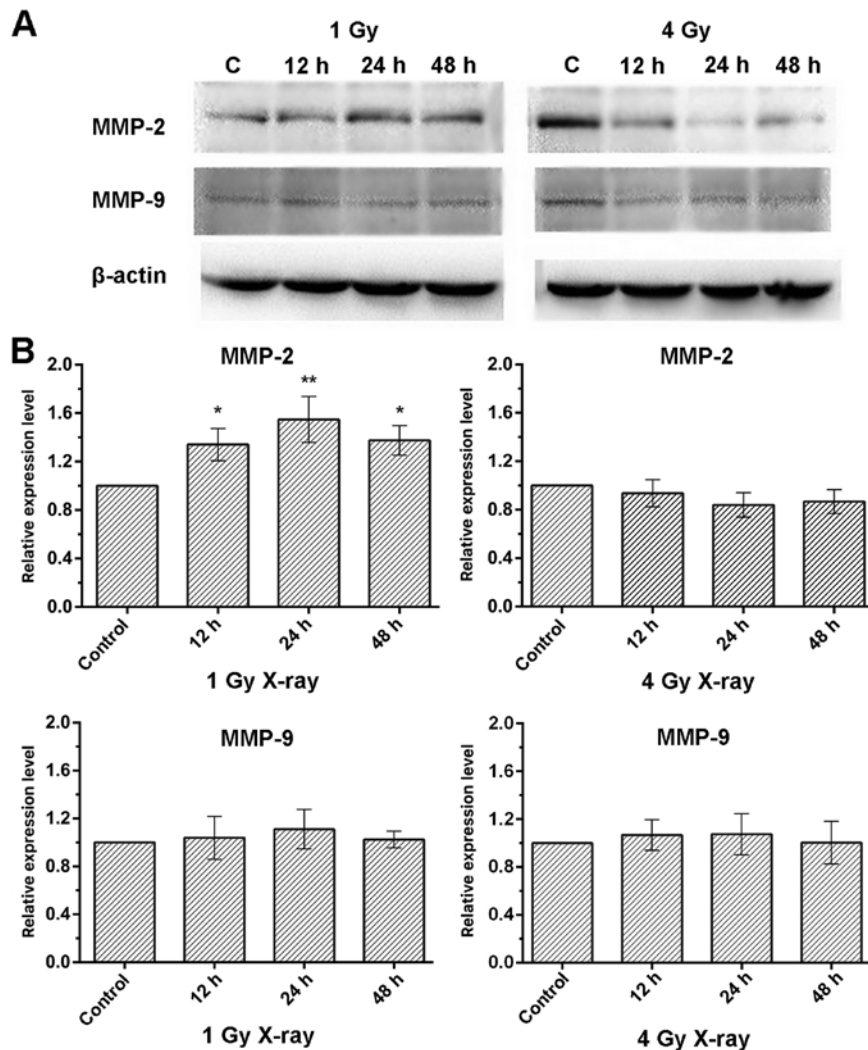 A
1 Gy
4 Gy
C 12 h 24 h 48 h
C 12 h 24 h 48 h
MMP-2
MMP-9
β-actin
B
MMP-2
Relative expression level
2.0
1.6
1.2
0.8
0.4
0.0
*
**
*
Control 12 h 24 h 48 h
1 Gy X-ray
MMP-2
Relative expression level
2.0
1.6
1.2
0.8
0.4
0.0
Control 12 h 24 h 48 h
4 Gy X-ray
MMP-9
Relative expression level
2.0
1.6
1.2
0.8
0.4
0.0
Control 12 h 24 h 48 h
1 Gy X-ray
MMP-9
Relative expression level
2.0
1.6
1.2
0.8
0.4
0.0
Control 12 h 24 h 48 h
4 Gy X-ray